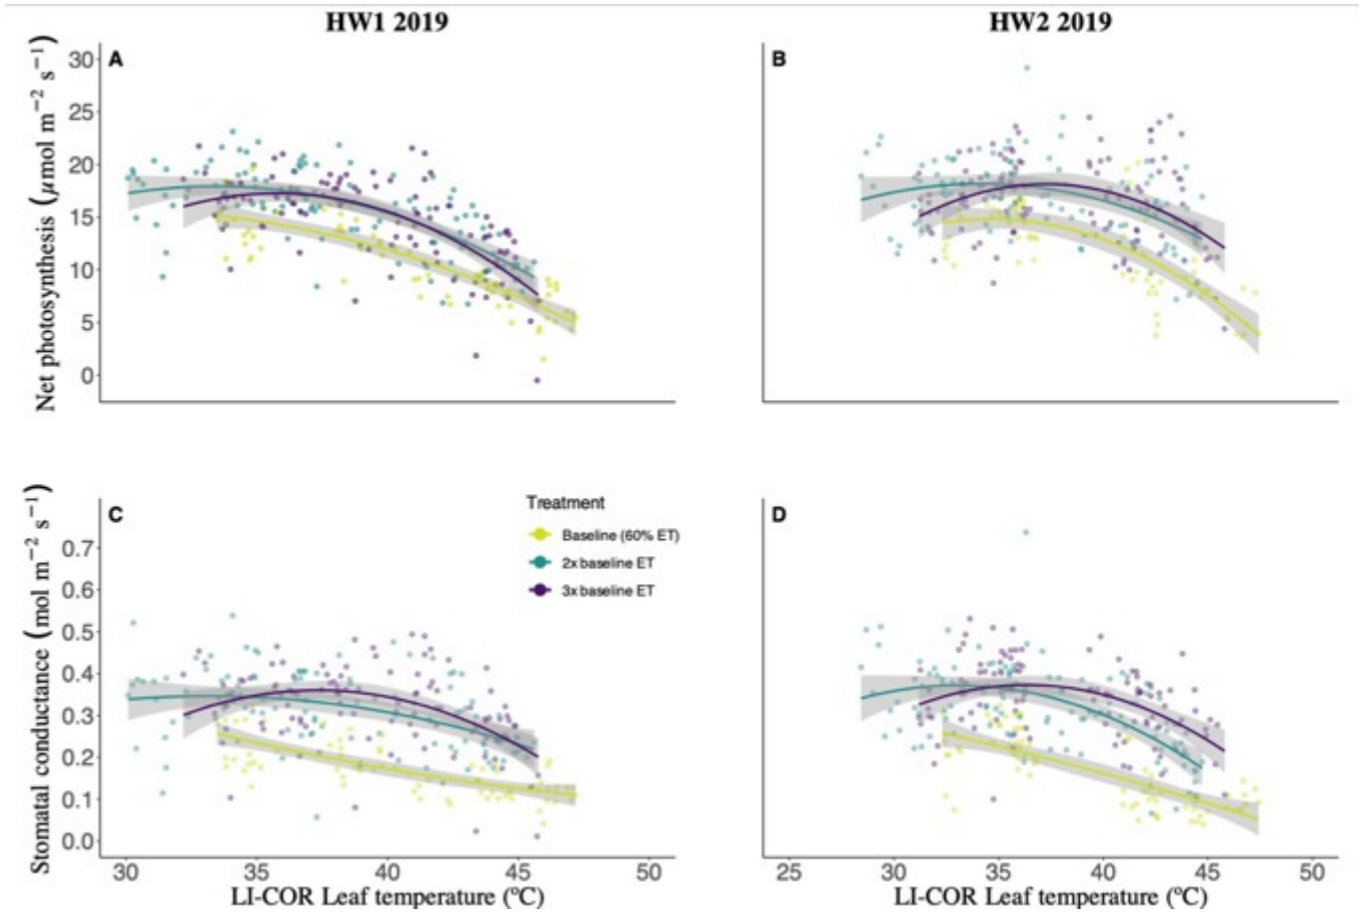 HW1 2019
HW2 2019
A
B
Net photosynthesis (μmol m⁻² s⁻¹)
30
25
20
15
10
5
0
C
D
Stomatal conductance (mol m⁻² s⁻¹)
0.7
0.6
0.5
0.4
0.3
0.2
0.1
0.0
Treatment
Baseline (60% ET)
2x baseline ET
3x baseline ET
30 35 40 45 50
25 30 35 40 45 50
LI-COR Leaf temperature (ºC)
LI-COR Leaf temperature (ºC)